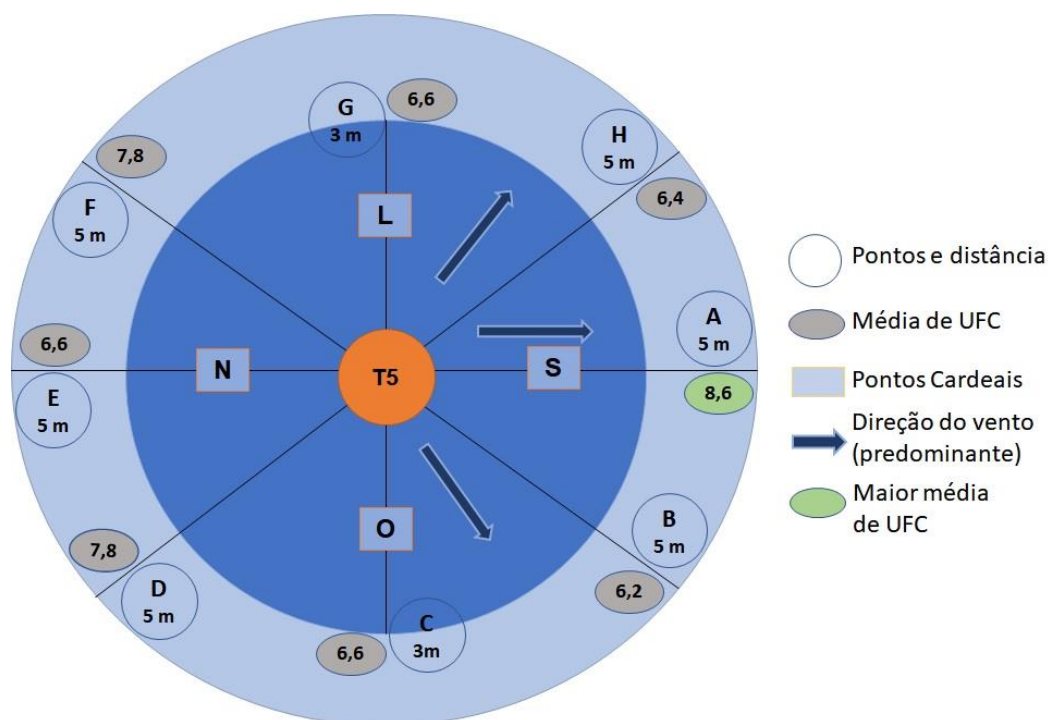 G
3 m
6,6
H
5 m
7,8
6,4
F
5 m
L
A
5 m
6,6
N
T5
S
8,6
E
5 m
O
B
5 m
7,8
6,2
D
5 m
6,6
C
3m
Pontos e distância
Média de UFC
Pontos Cardeais
Direção do vento
(predominante)
Maior média
de UFC